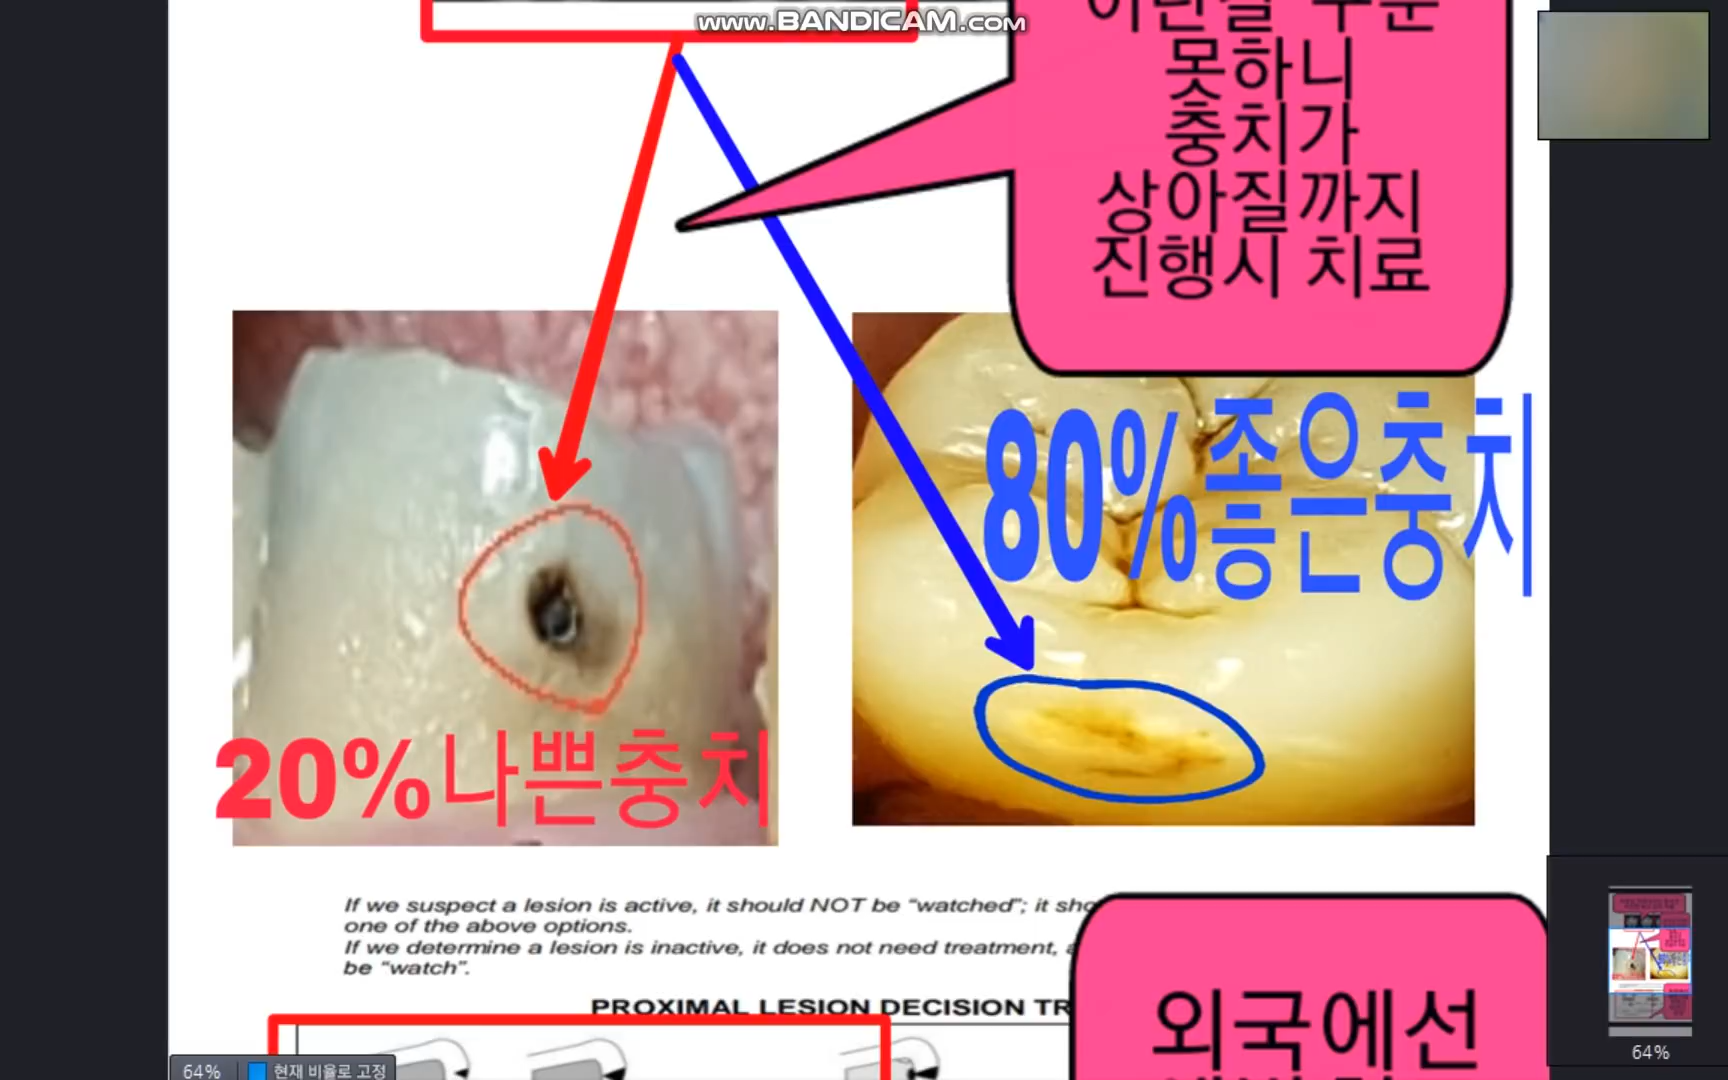 www.BANDICAM.com
못하니
충치가
상아질까지
진행시 치료
80%좋은충치
20%나쁜충치
If we suspect a lesion is active, it should NOT be “watched”; it sho
one of the above options.
If we determine a lesion is inactive, it does not need treatment,
be “watch”.
PROXIMAL LESION DECISION TR
외국에선
64%
64% 현재 비율로 고정